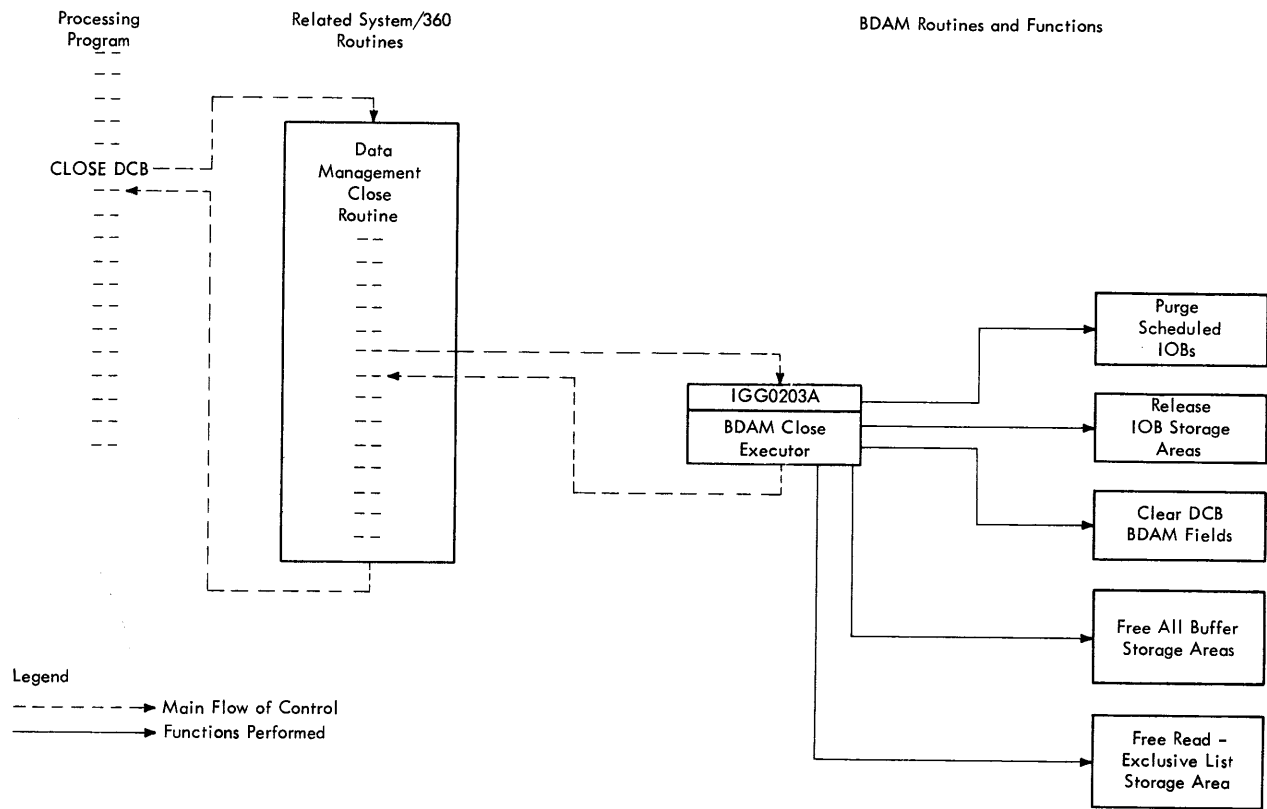 Processing
Program
Related System/360
Routines
BDAM Routines and Functions
CLOSE DCB
Data
Management
Close
Routine
IGG0203A
BDAM Close
Executor
Purge
Scheduled
IOBs
Release
IOB Storage
Areas
Clear DCB
BDAM Fields
Free All Buffer
Storage Areas
Free Read -
Exclusive List
Storage Area
Legend
Main Flow of Control
Functions Performed